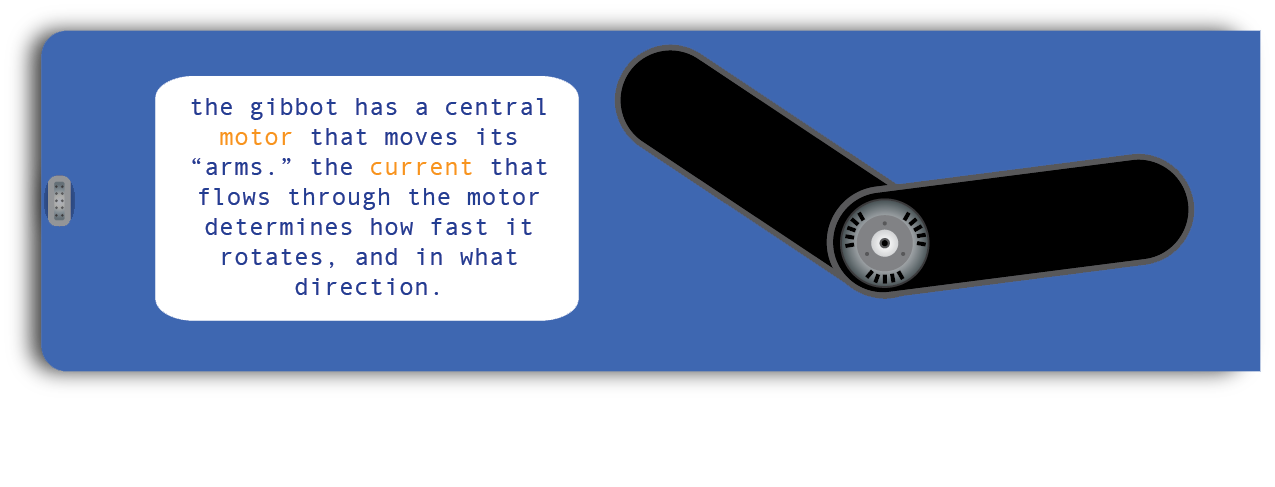 the gibbot has a central
motor that moves its
“arms.” the current that
flows through the motor
determines how fast it
rotates, and in what
direction.